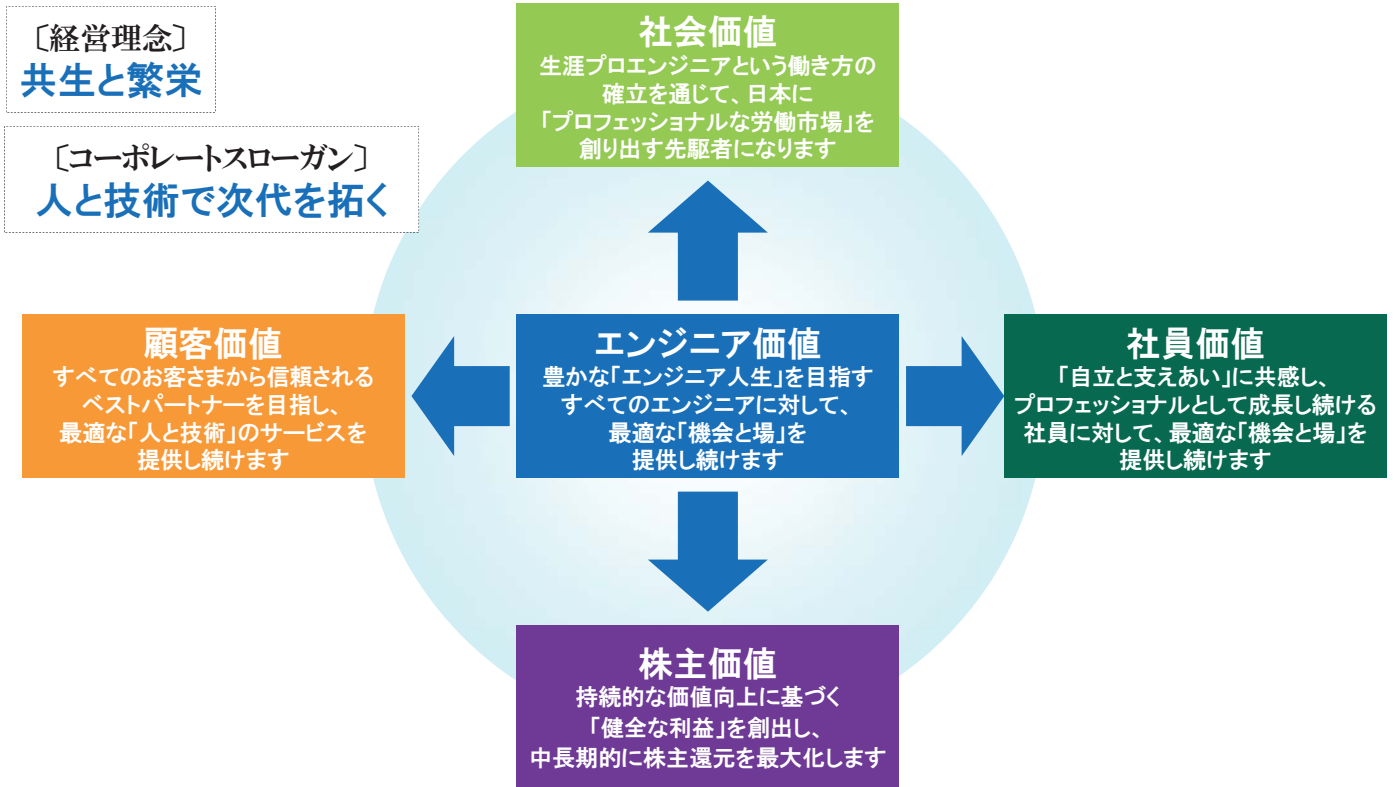 〔経営理念〕
共生と繁栄
〔コーポレートスローガン〕
人と技術で次代を拓く
社会価値
生涯プロエンジニアという働き方の
確立を通じて、日本に
「プロフェッショナルな労働市場」を
創り出す先駆者になります
顧客価値
すべてのお客さまから信頼される
ベストパートナーを目指し、
最適な「人と技術」のサービスを
提供し続けます
エンジニア価値
豊かな「エンジニア人生」を目指す
すべてのエンジニアに対して、
最適な「機会と場」を
提供し続けます
社員価値
「自立と支えあい」に共感し、
プロフェッショナルとして成長し続ける
社員に対して、最適な「機会と場」を
提供し続けます
株主価値
持続的な価値向上に基づく
「健全な利益」を創出し、
中長期的に株主還元を最大化します